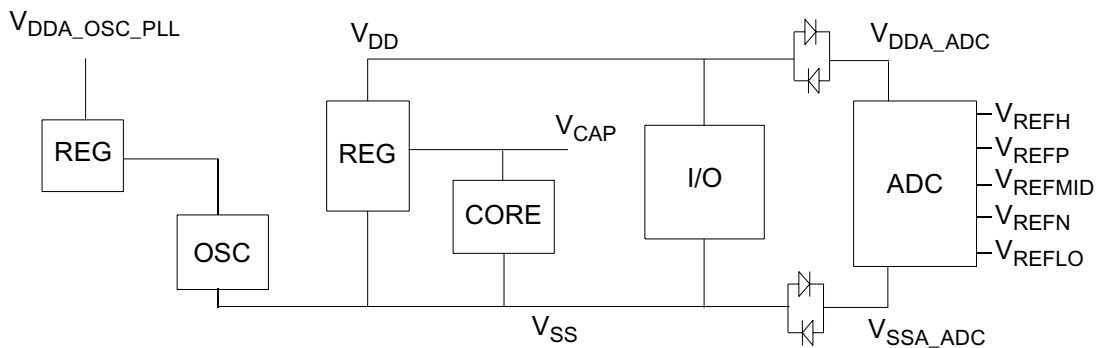 VDDA_OSC_PLL
VDD
VDDA_ADC
REG
REG
VCAP
I/O
ADC
VREFH
VREFP
VREFMID
VREFN
VREFLO
CORE
OSC
VSS
VSSA_ADC